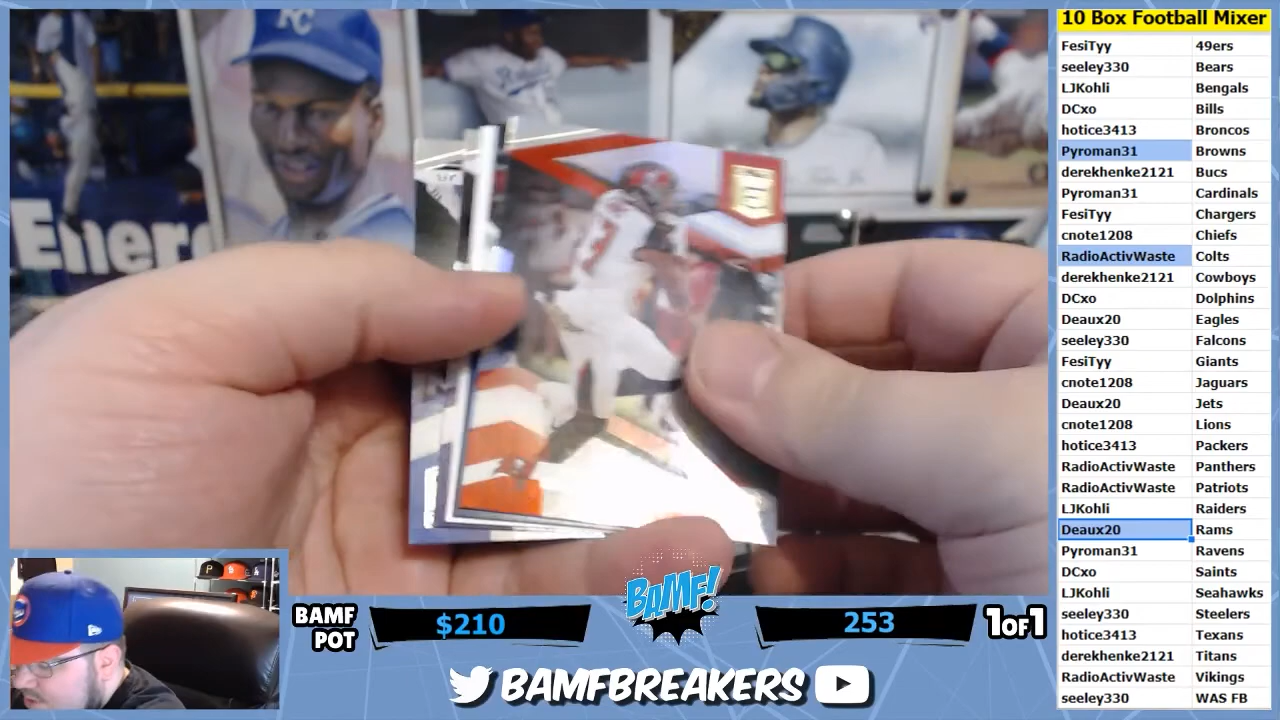 10 Box Football Mixer
FesiTyy 49ers
seeley330 Bears
LJKohli Bengals
DCxo Bills
hotice3413 Broncos
Pyroman31 Browns
derekhenke2121 Bucs
Pyroman31 Cardinals
FesiTyy Chargers
cnote1208 Chiefs
RadioActivWaste Colts
derekhenke2121 Cowboys
DCxo Dolphins
Deaux20 Eagles
seeley330 Falcons
FesiTyy Giants
cnote1208 Jaguars
Deaux20 Jets
cnote1208 Lions
hotice3413 Packers
RadioActivWaste Panthers
RadioActivWaste Patriots
LJKohli Raiders
Deaux20 Rams
Pyroman31 Ravens
DCxo Saints
LJKohli Seahawks
seeley330 Steelers
hotice3413 Texans
derekhenke2121 Titans
RadioActivWaste Vikings
seeley330 WAS FB
KC
Ener
BAMF POT
$210
BAMF!
253
1OF1
BAMFBREAKERS